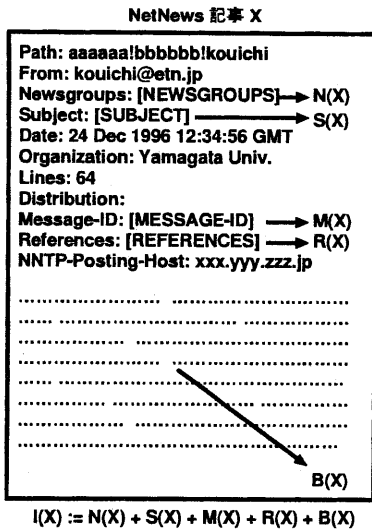 NetNews 記事 X
Path: aaaaaa!bbbbbb!kouichi
From: kouichi@etn.jp
Newsgroups: [NEWSGROUPS] N(X)
Subject: [SUBJECT] S(X)
Date: 24 Dec 1996 12:34:56 GMT
Organization: Yamagata Univ.
Lines: 64
Distribution:
Message-ID: [MESSAGE-ID] M(X)
References: [REFERENCES] R(X)
NNTP-Posting-Host: xxx.yyy.zzz.jp
B(X)
I(X) := N(X) + S(X) + M(X) + R(X) + B(X)